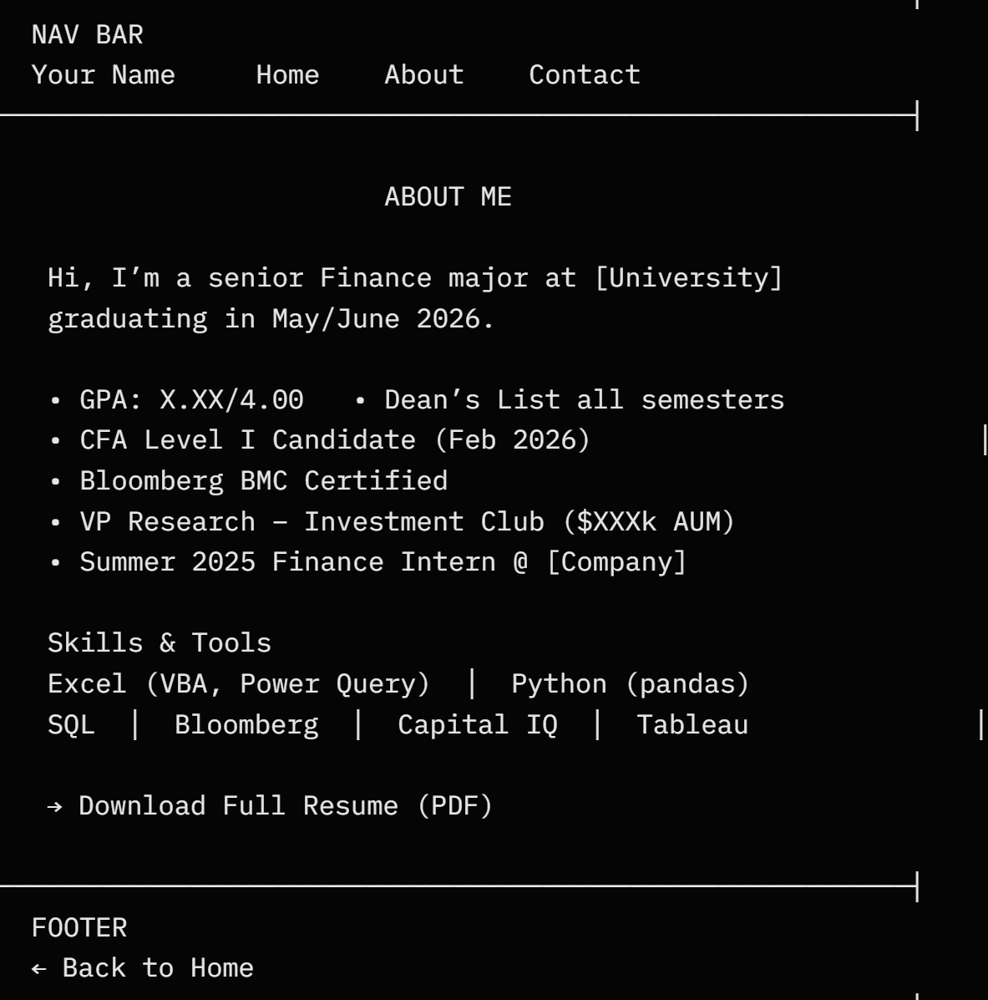 NAV BAR
Your Name     Home    About    Contact
ABOUT ME
Hi, I’m a senior Finance major at [University]
graduating in May/June 2026.
• GPA: X.XX/4.00   • Dean’s List all semesters
• CFA Level I Candidate (Feb 2026)
• Bloomberg BMC Certified
• VP Research – Investment Club ($XXXk AUM)
• Summer 2025 Finance Intern @ [Company]
Skills & Tools
Excel (VBA, Power Query)  │  Python (pandas)
SQL  │  Bloomberg  │  Capital IQ  │  Tableau
→ Download Full Resume (PDF)
FOOTER
← Back to Home